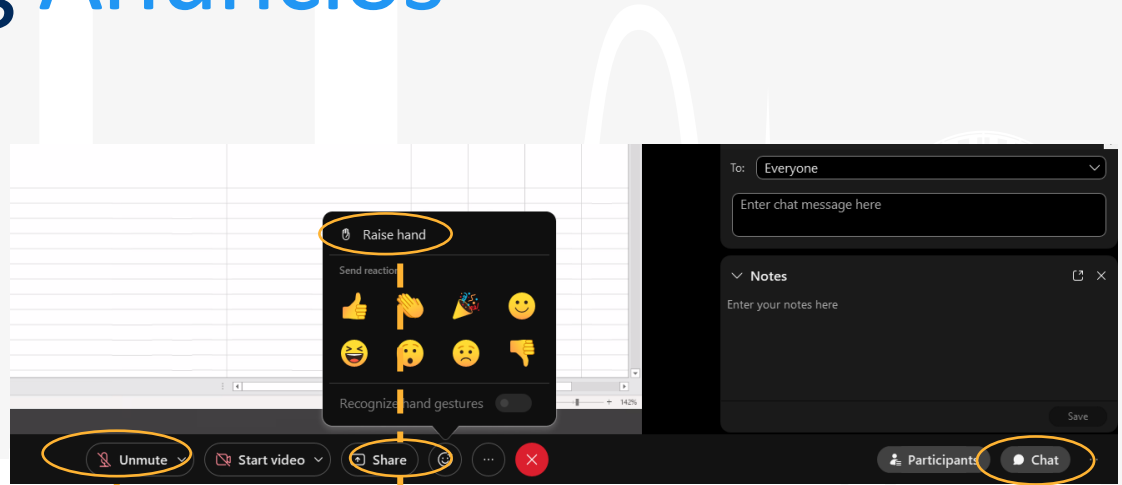 Anuncios
To: Everyone
Enter chat message here
Raise hand
Send reaction
Notes
Enter your notes here
Recognize hand gestures
142%
Save
Unmute
Start video
Share
Participants
Chat